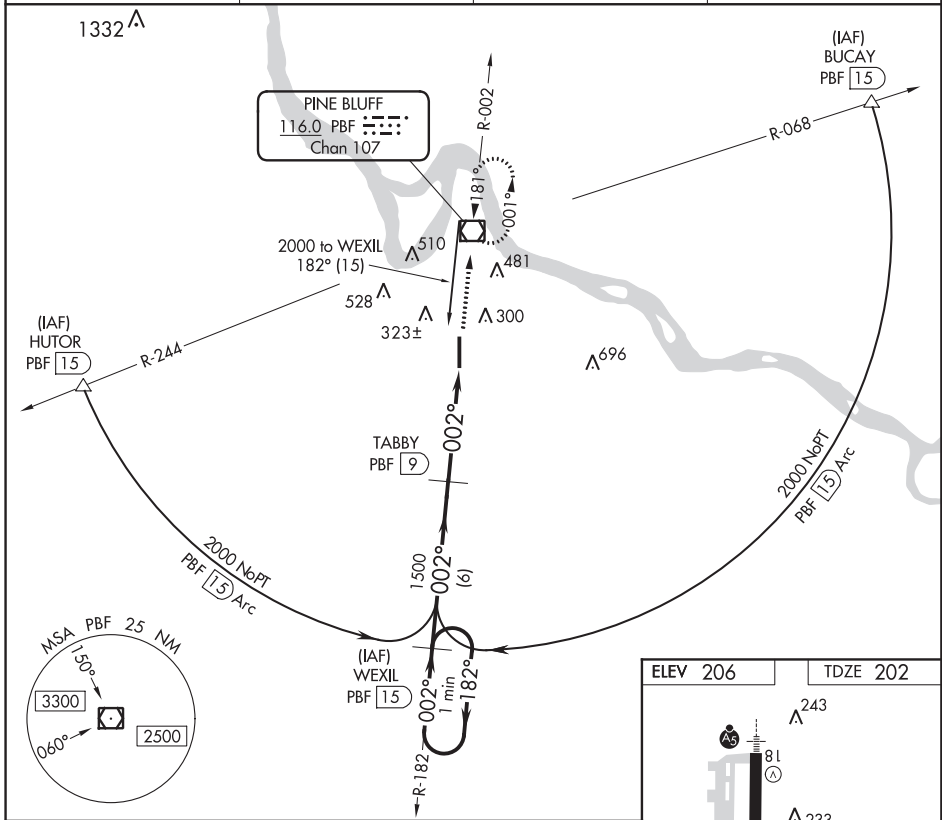 1332
(IAF)
BUCAY
PBF 15
R-068
PINE BLUFF
116.0 PBF
Chan 107
R-002
181°
001°
2000 to WEXIL
182° (15)
510
481
528
323±
300
696
(IAF)
HUTOR
PBF 15
R-244
002°
TABBY
PBF 9
2000 NoPT
PBF 15 Arc
2000 NoPT
PBF 15 Arc
1500
002°
(6)
(IAF)
WEXIL
PBF 15
002°
1 min
182°
R-182
MSA PBF 25 NM
150°
3300
060°
2500
ELEV 206
TDZE 202
243
A5
18
V
233